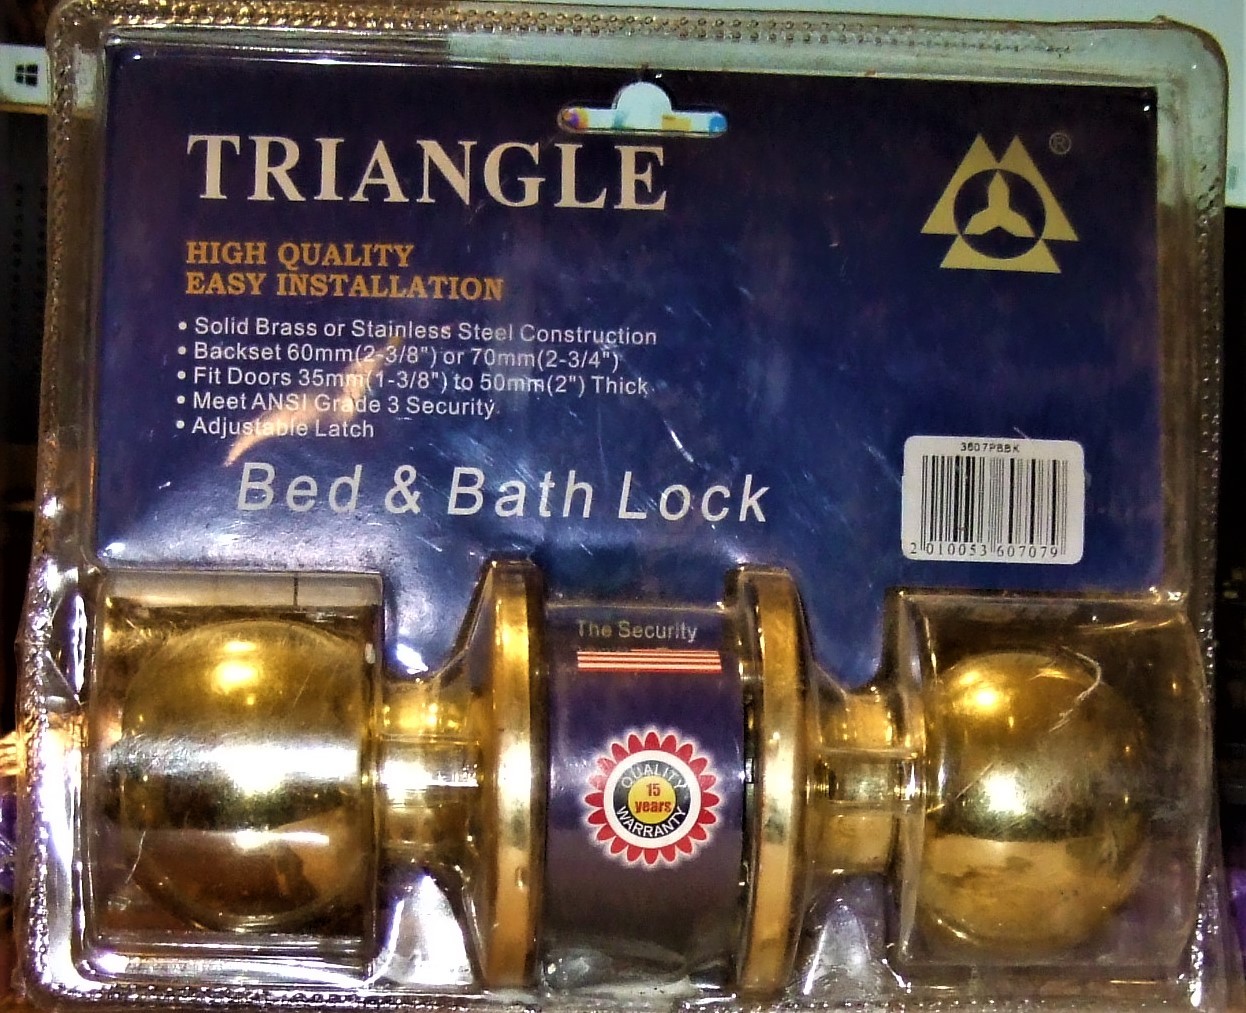 TRIANGLE
®
HIGH QUALITY
EASY INSTALLATION
• Solid Brass or Stainless Steel Construction
• Backset 60mm(2-3/8") or 70mm(2-3/4")
• Fit Doors 35mm(1-3/8") to 50mm(2") Thick
• Meet ANSI Grade 3 Security
• Adjustable Latch
Bed & Bath Lock
3607PBBK
2 010053 607079
The Security
QUALITY
15
years
WARRANTY